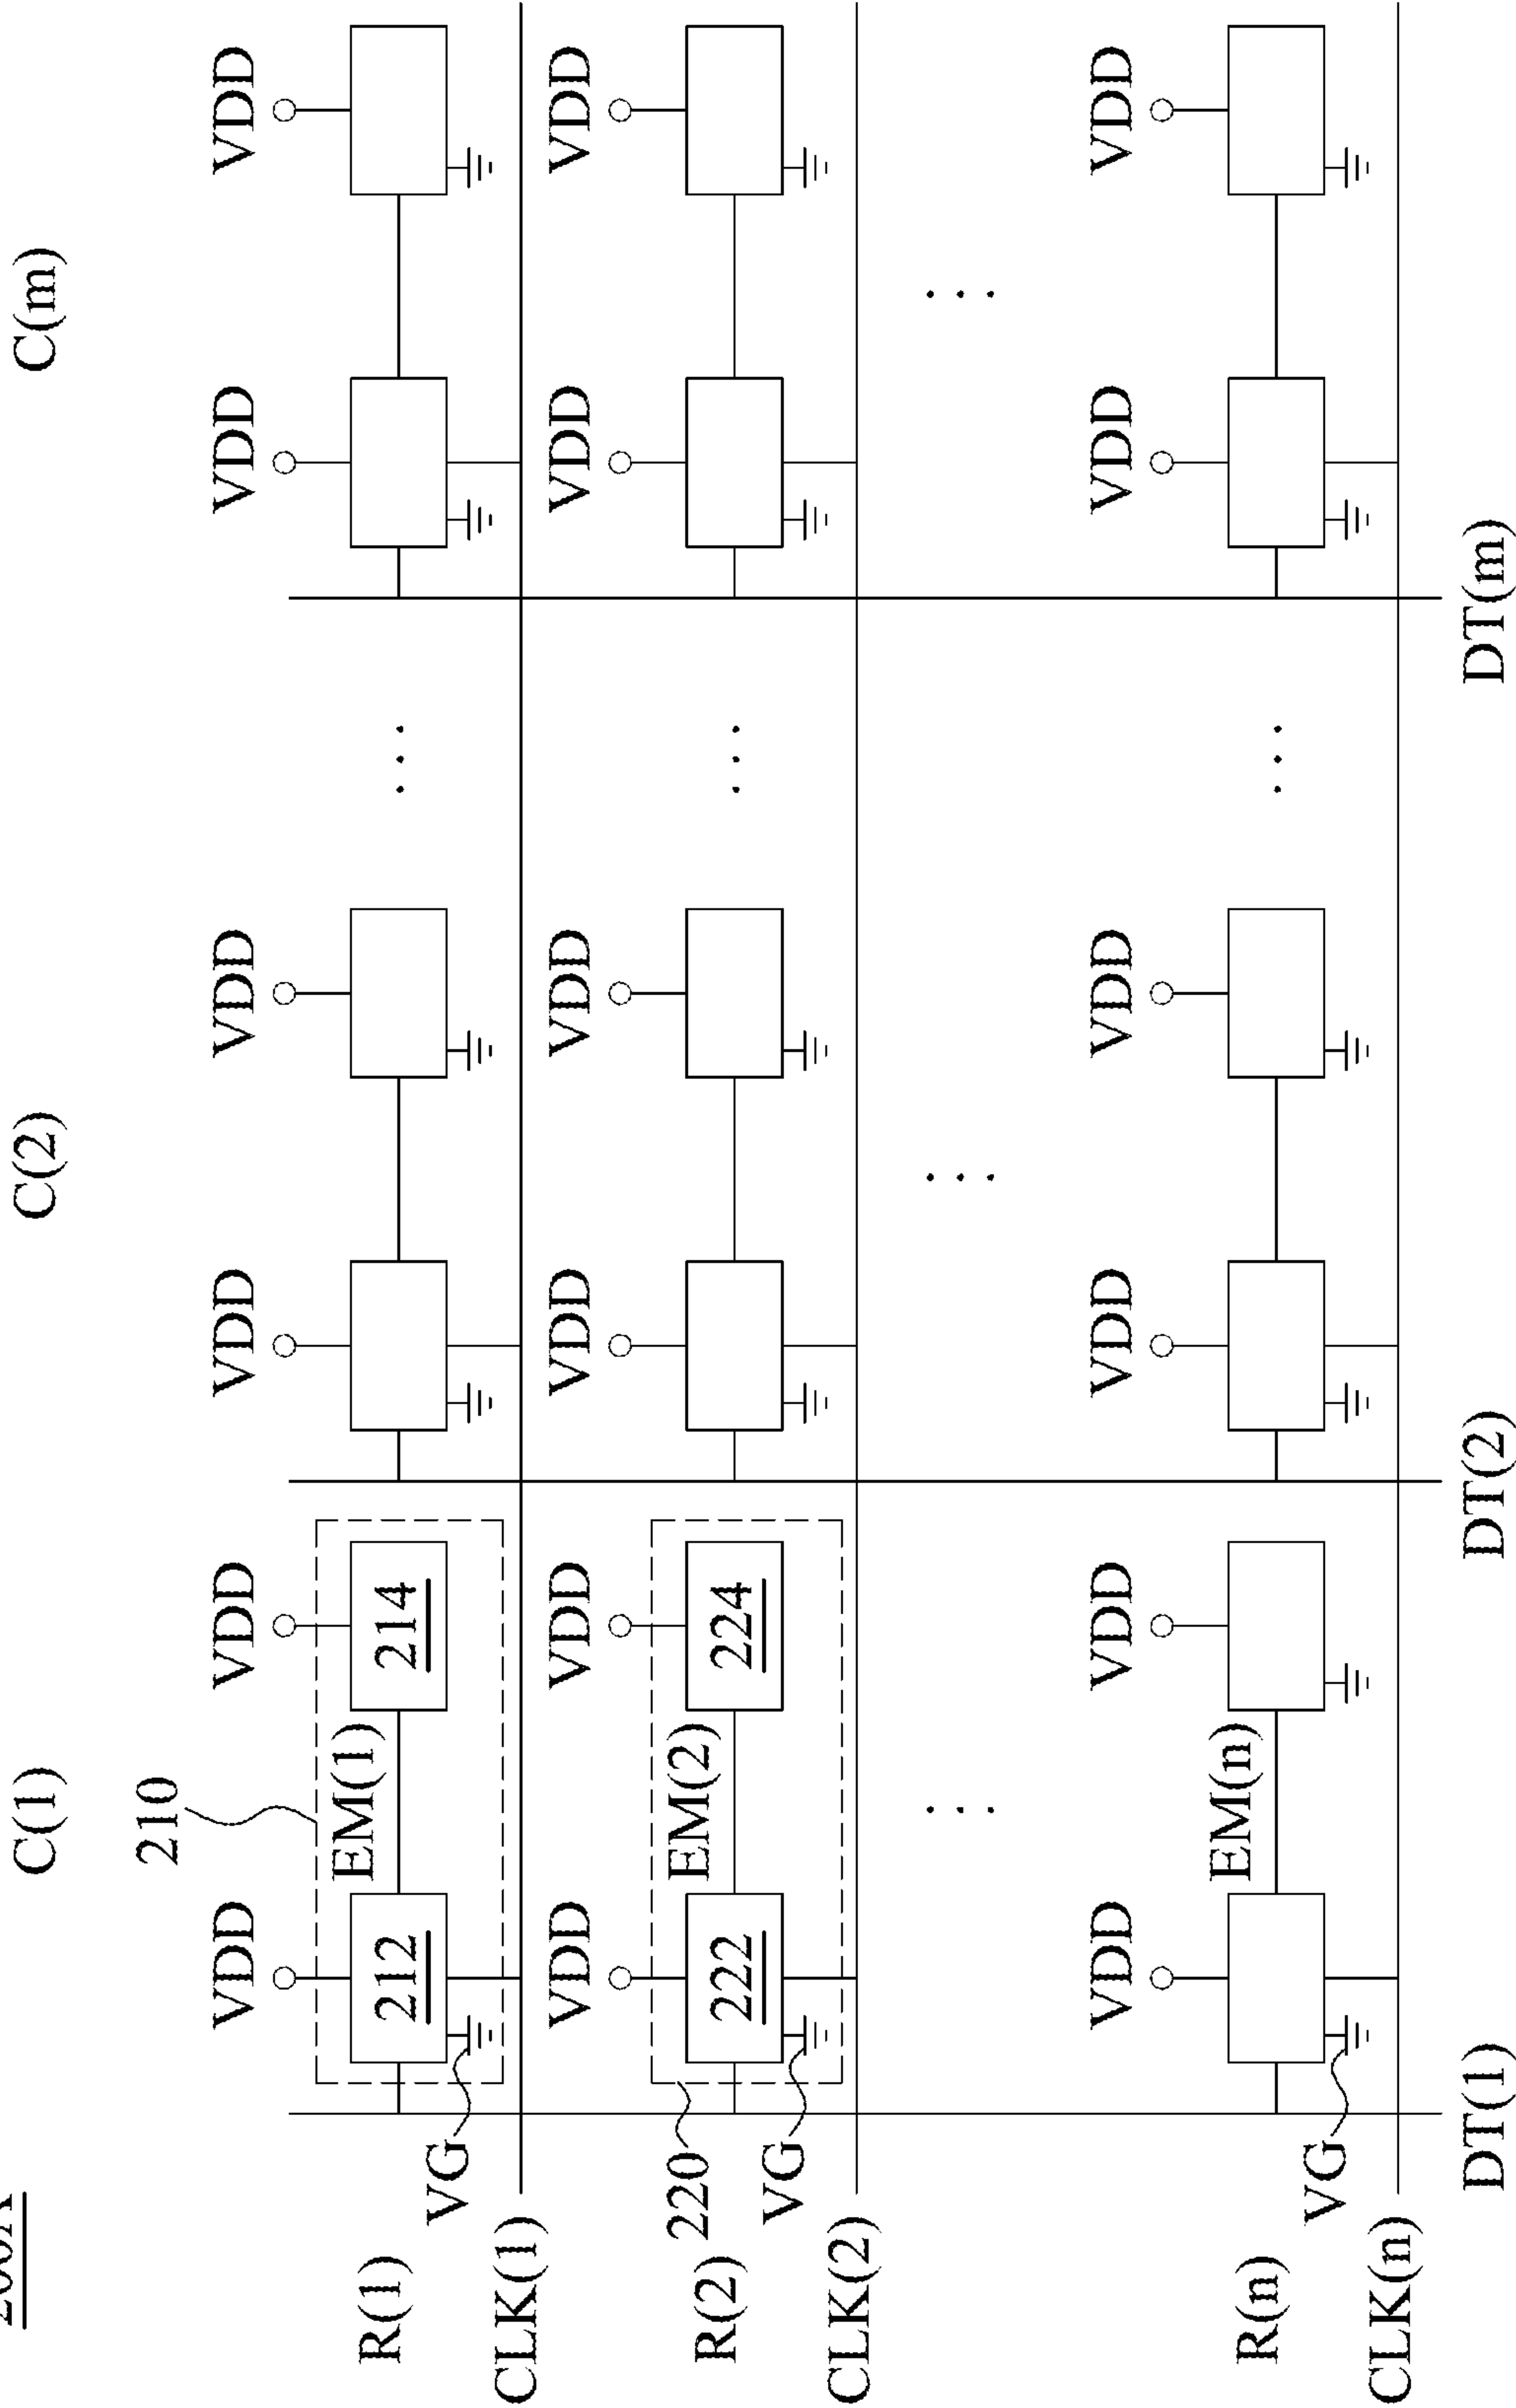 C(1) C(2) C(m)
210
VDD VDD VDD VDD VDD VDD
EM(1)
R(1) 212 214
VG
CLK(1)
VDD VDD VDD VDD VDD VDD
220 EM(2)
R(2) 222 224
VG
CLK(2)
VDD VDD VDD VDD VDD VDD
EM(n)
R(n)
VG
CLK(n)
DT(1) DT(2) DT(m)